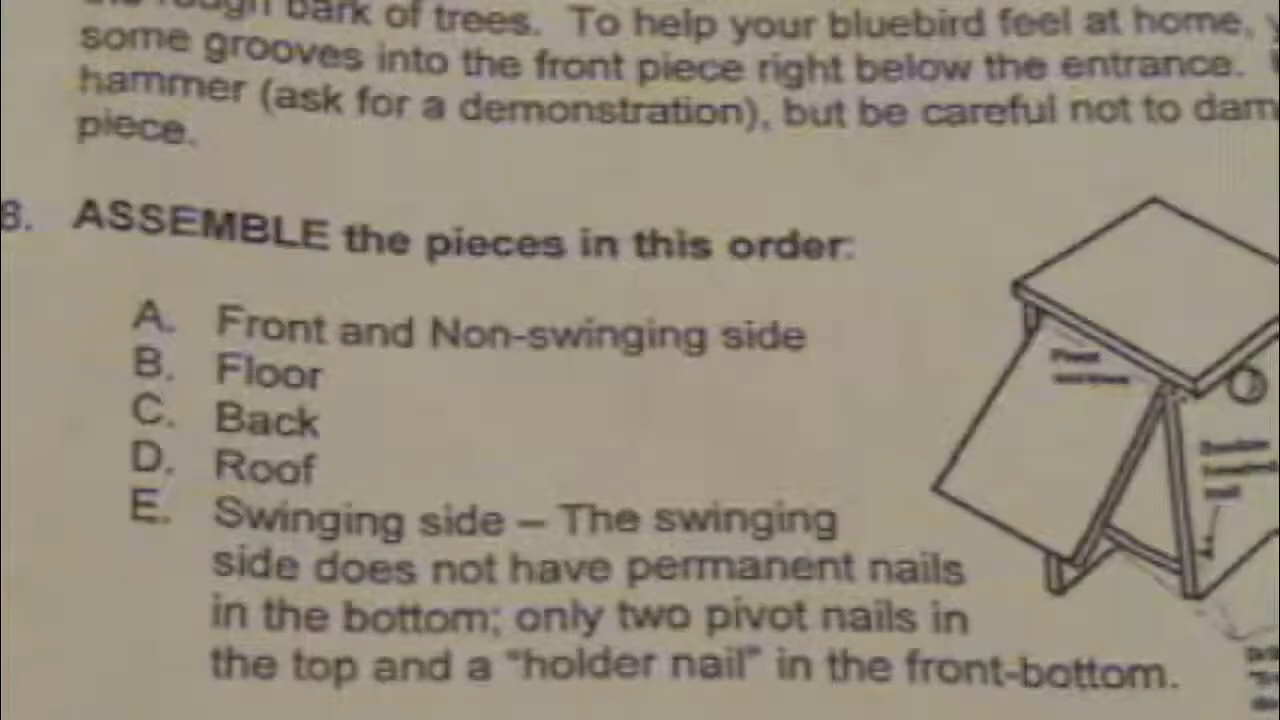 rough bark of trees. To help your bluebird feel at home,
some grooves into the front piece right below the entrance.
hammer (ask for a demonstration), but be careful not to dam
piece.
8. ASSEMBLE the pieces in this order:
A. Front and Non-swinging side
B. Floor
C. Back
D. Roof
E. Swinging side – The swinging
side does not have permanent nails
in the bottom; only two pivot nails in
the top and a "holder nail" in the front-bottom.